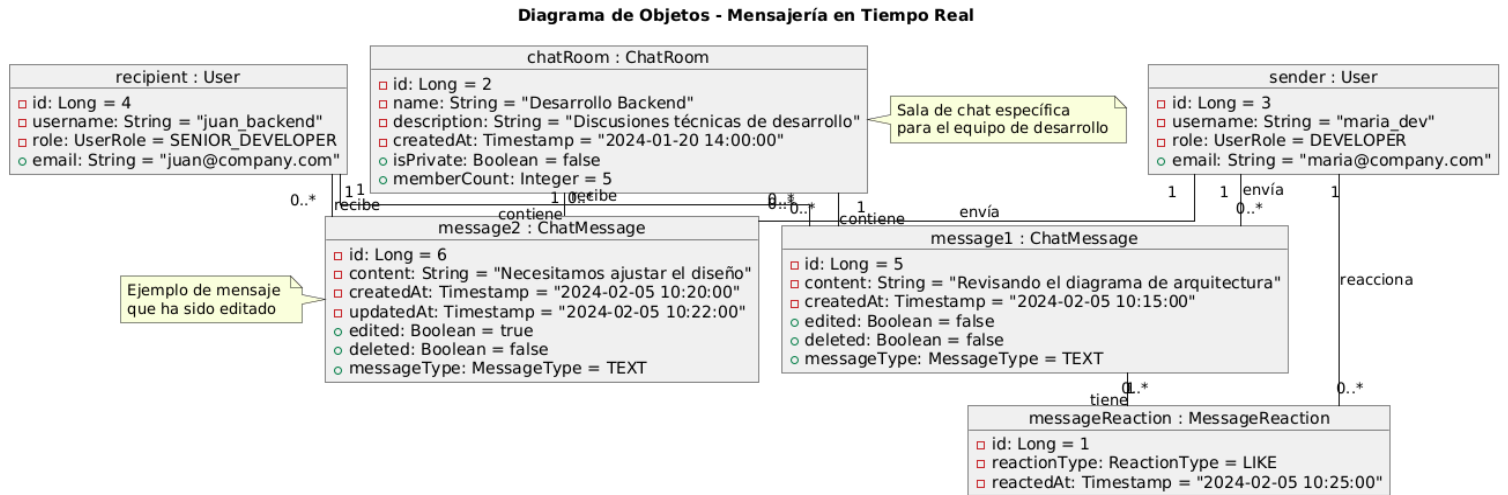 Diagrama de Objetos - Mensajería en Tiempo Real
recipient : User
id: Long = 4
username: String = "juan_backend"
role: UserRole = SENIOR_DEVELOPER
email: String = "juan@company.com"
chatRoom : ChatRoom
id: Long = 2
name: String = "Desarrollo Backend"
description: String = "Discusiones técnicas de desarrollo"
createdAt: Timestamp = "2024-01-20 14:00:00"
isPrivate: Boolean = false
memberCount: Integer = 5
Sala de chat específica
para el equipo de desarrollo
sender : User
id: Long = 3
username: String = "maria_dev"
role: UserRole = DEVELOPER
email: String = "maria@company.com"
0..*
1
1
recibe
1
0..*
recibe
contiene
0..*
0..*
0..*
1
contiene
envía
1
1
envía
0..*
1
message2 : ChatMessage
id: Long = 6
content: String = "Necesitamos ajustar el diseño"
createdAt: Timestamp = "2024-02-05 10:20:00"
updatedAt: Timestamp = "2024-02-05 10:22:00"
edited: Boolean = true
deleted: Boolean = false
messageType: MessageType = TEXT
Ejemplo de mensaje
que ha sido editado
message1 : ChatMessage
id: Long = 5
content: String = "Revisando el diagrama de arquitectura"
createdAt: Timestamp = "2024-02-05 10:15:00"
edited: Boolean = false
deleted: Boolean = false
messageType: MessageType = TEXT
reacciona
1
0..*
tiene
0..*
messageReaction : MessageReaction
id: Long = 1
reactionType: ReactionType = LIKE
reactedAt: Timestamp = "2024-02-05 10:25:00"